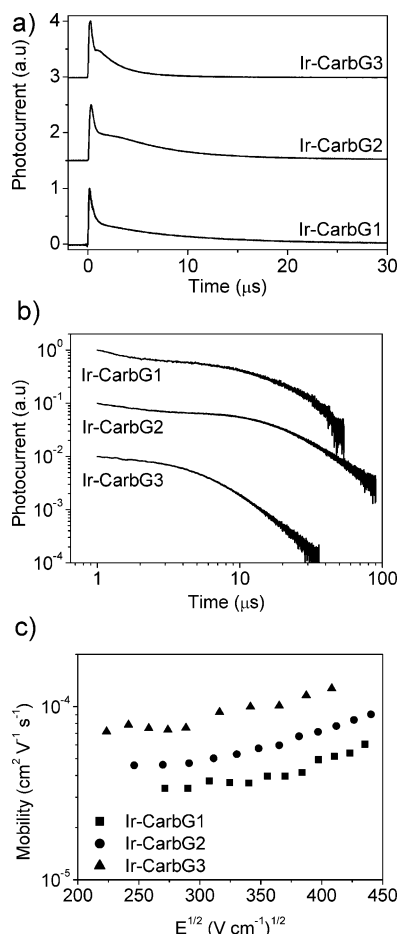 a)
Photocurrent (a.u)
4
3
2
1
0
Ir-CarbG3
Ir-CarbG2
Ir-CarbG1
0 10 20 30
Time (μs)
b)
Photocurrent (a.u)
10^0
10^-1
10^-2
10^-3
10^-4
Ir-CarbG1
Ir-CarbG2
Ir-CarbG3
1 10 100
Time (μs)
c)
Mobility (cm² V⁻¹ s⁻¹)
10^-4
10^-5
Ir-CarbG1
Ir-CarbG2
Ir-CarbG3
200 250 300 350 400 450
E^1/2 (V cm⁻¹)^1/2